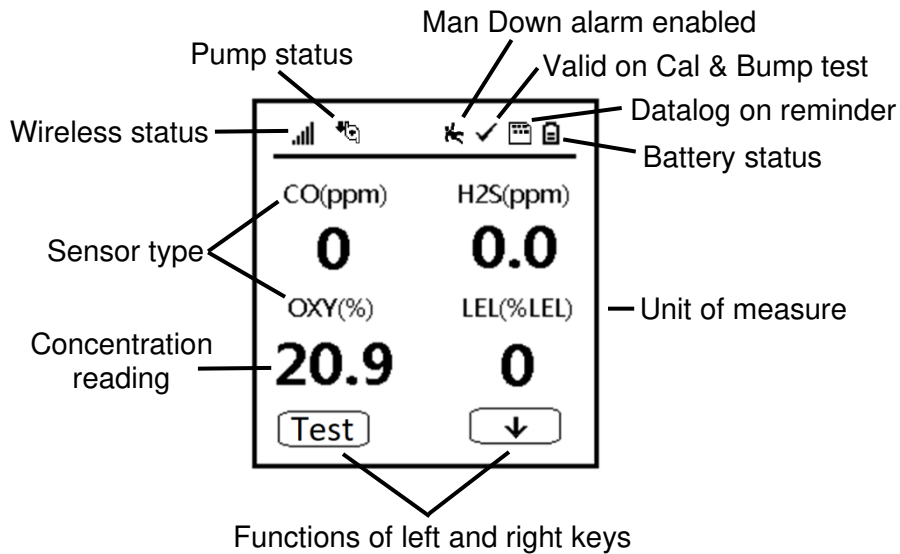 Man Down alarm enabled
Pump status
Valid on Cal & Bump test
Datalog on reminder
Wireless status
Battery status
CO(ppm) H2S(ppm)
0 0.0
Sensor type
OXY(%) LEL(%LEL)
Unit of measure
Concentration
reading
20.9 0
Test
Functions of left and right keys